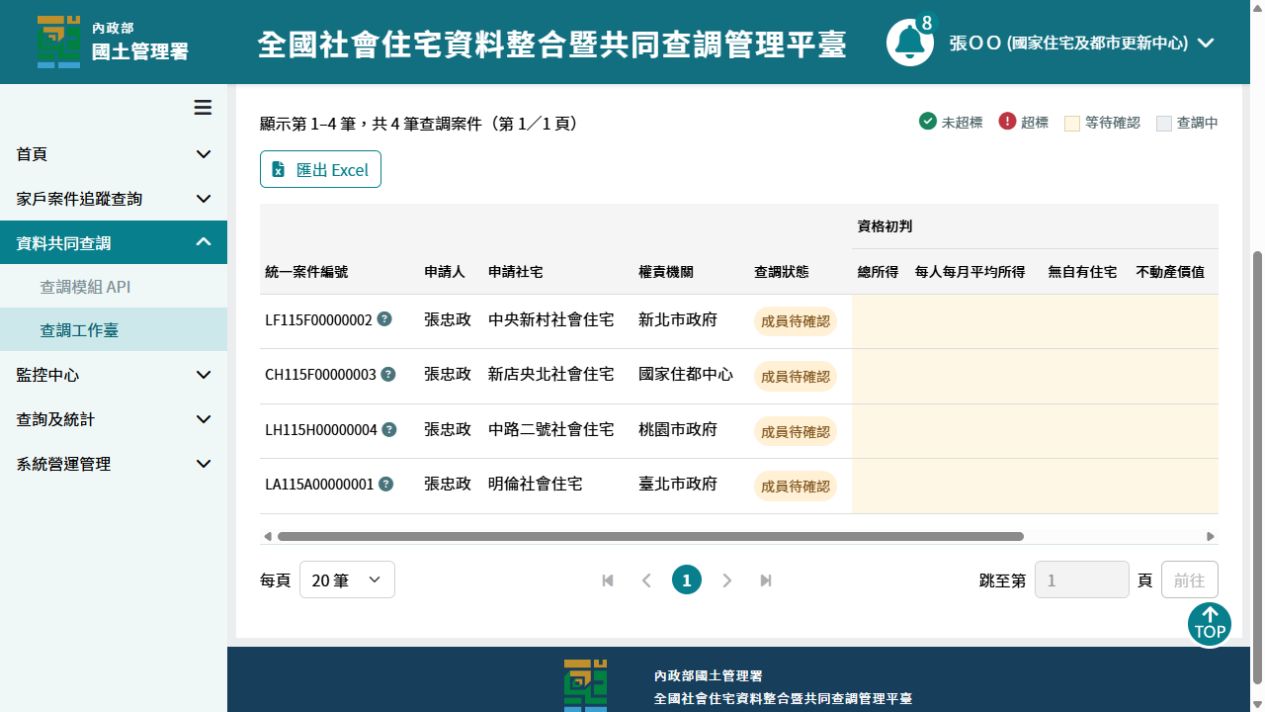 內政部
國土管理署
全國社會住宅資料整合暨共同查調管理平臺
8
張ＯＯ (國家住宅及都市更新中心)
首頁
家戶案件追蹤查詢
資料共同查調
查調模組 API
查調工作臺
監控中心
查詢及統計
系統營運管理
顯示第 1–4 筆，共 4 筆查調案件（第 1／1 頁）
未超標 超標 等待確認 查調中
匯出 Excel
資格初判
統一案件編號 申請人 申請社宅 權責機關 查調狀態 總所得 每人每月平均所得 無自有住宅 不動產價值
LF115F00000002 張忠政 中央新村社會住宅 新北市政府 成員待確認
CH115F00000003 張忠政 新店央北社會住宅 國家住都中心 成員待確認
LH115H00000004 張忠政 中路二號社會住宅 桃園市政府 成員待確認
LA115A00000001 張忠政 明倫社會住宅 臺北市政府 成員待確認
每頁 20 筆 1 跳至第 1 頁 前往
TOP
內政部國土管理署
全國社會住宅資料整合暨共同查調管理平臺